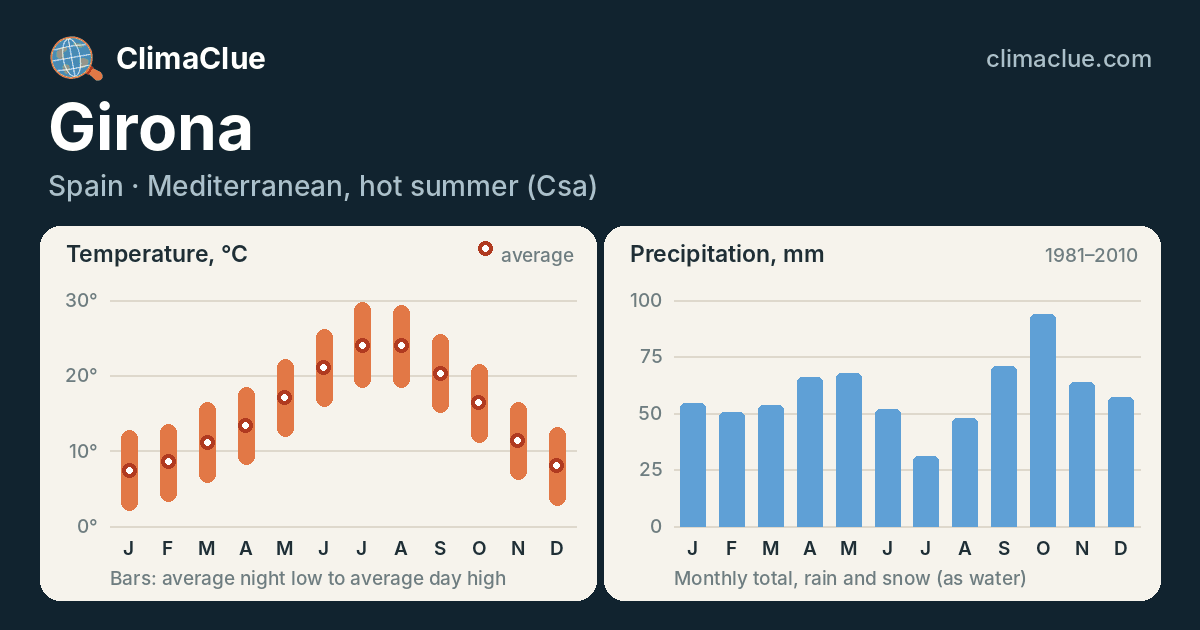 ClimaClue
climaclue.com
Girona
Spain · Mediterranean, hot summer (Csa)
Temperature, °C
average
30°
20°
10°
0°
J F M A M J J A S O N D
Bars: average night low to average day high
Precipitation, mm
1981–2010
100
75
50
25
0
J F M A M J J A S O N D
Monthly total, rain and snow (as water)